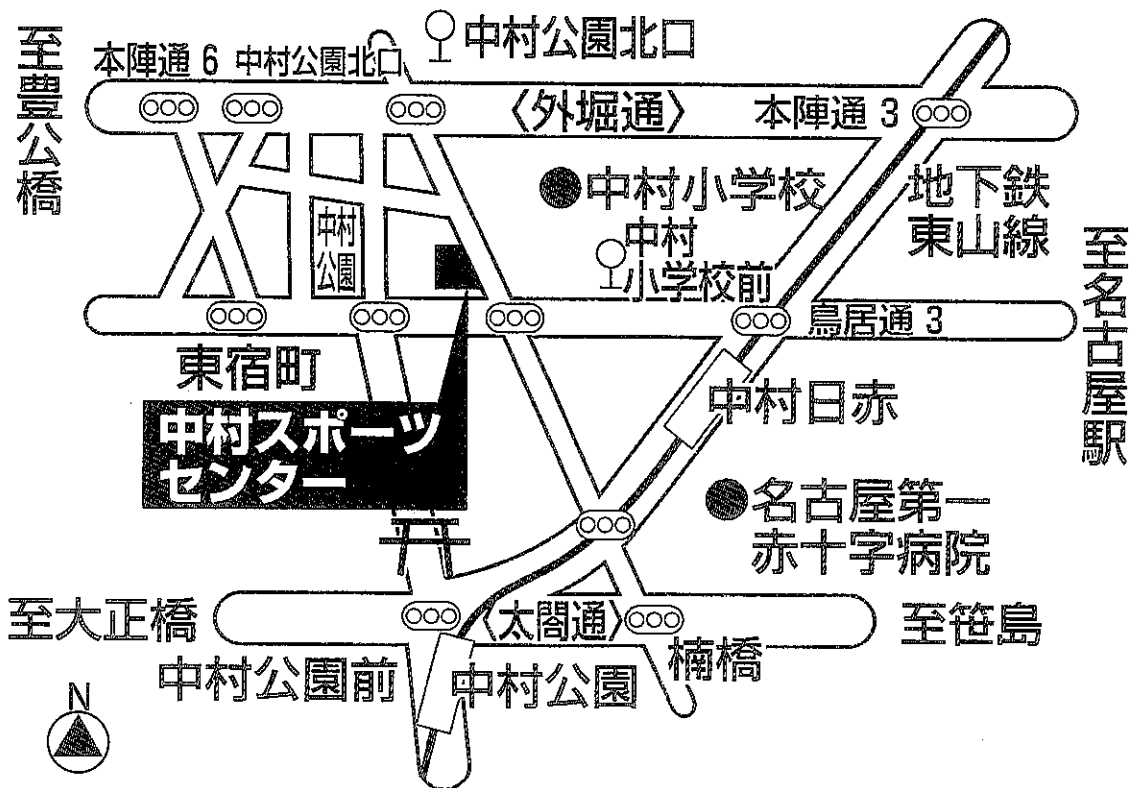 至豊公橋
本陣通 6
中村公園北口
中村公園北口
〈外堀通〉
本陣通 3
中村小学校
地下鉄
東山線
中村
公園
中村
小学校前
至名古屋駅
鳥居通 3
東宿町
中村日赤
中村スポーツ
センター
名古屋第一
赤十字病院
至大正橋
〈太閤通〉
至笹島
中村公園前
中村公園
楠橋
N